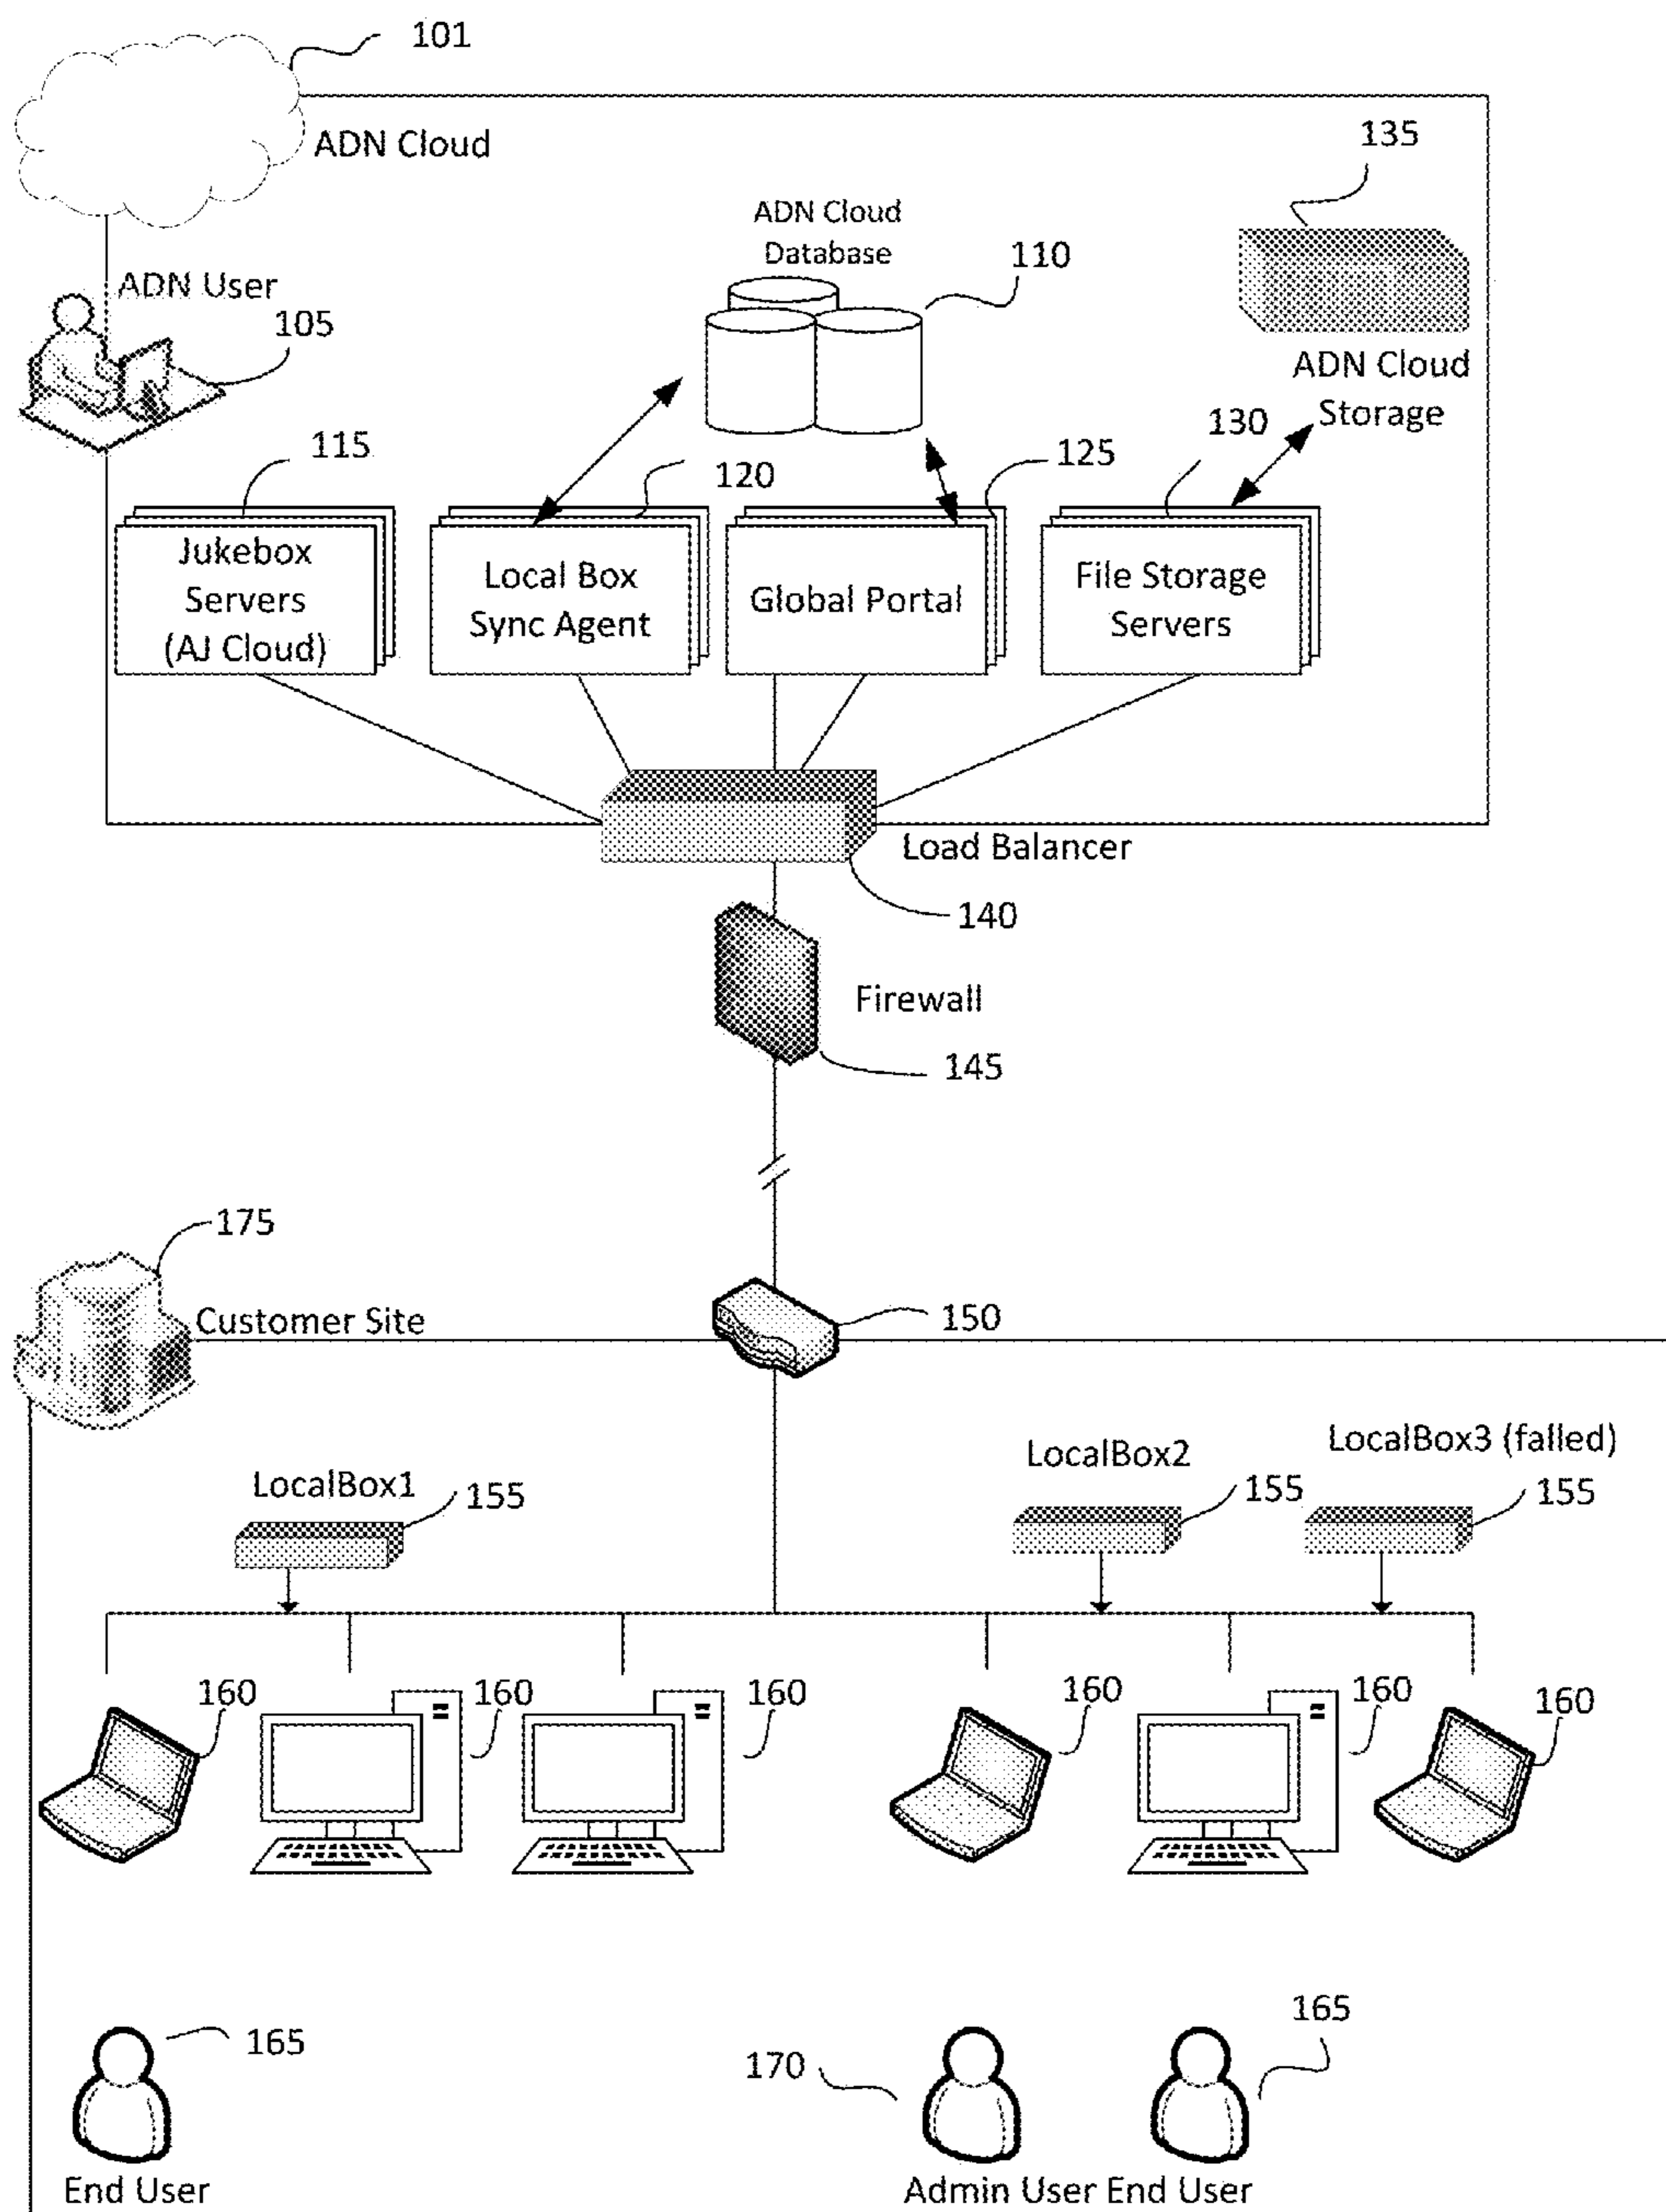 101
ADN Cloud
135
ADN Cloud
Database
110
ADN User
105
ADN Cloud
Storage
115
120
125
130
Jukebox
Servers
(AJ Cloud)
Local Box
Sync Agent
Global Portal
File Storage
Servers
Load Balancer
140
Firewall
145
175
Customer Site
150
LocalBox1
155
LocalBox2
155
LocalBox3 (falled)
155
160
160
160
160
160
160
165
170
165
End User
Admin User
End User